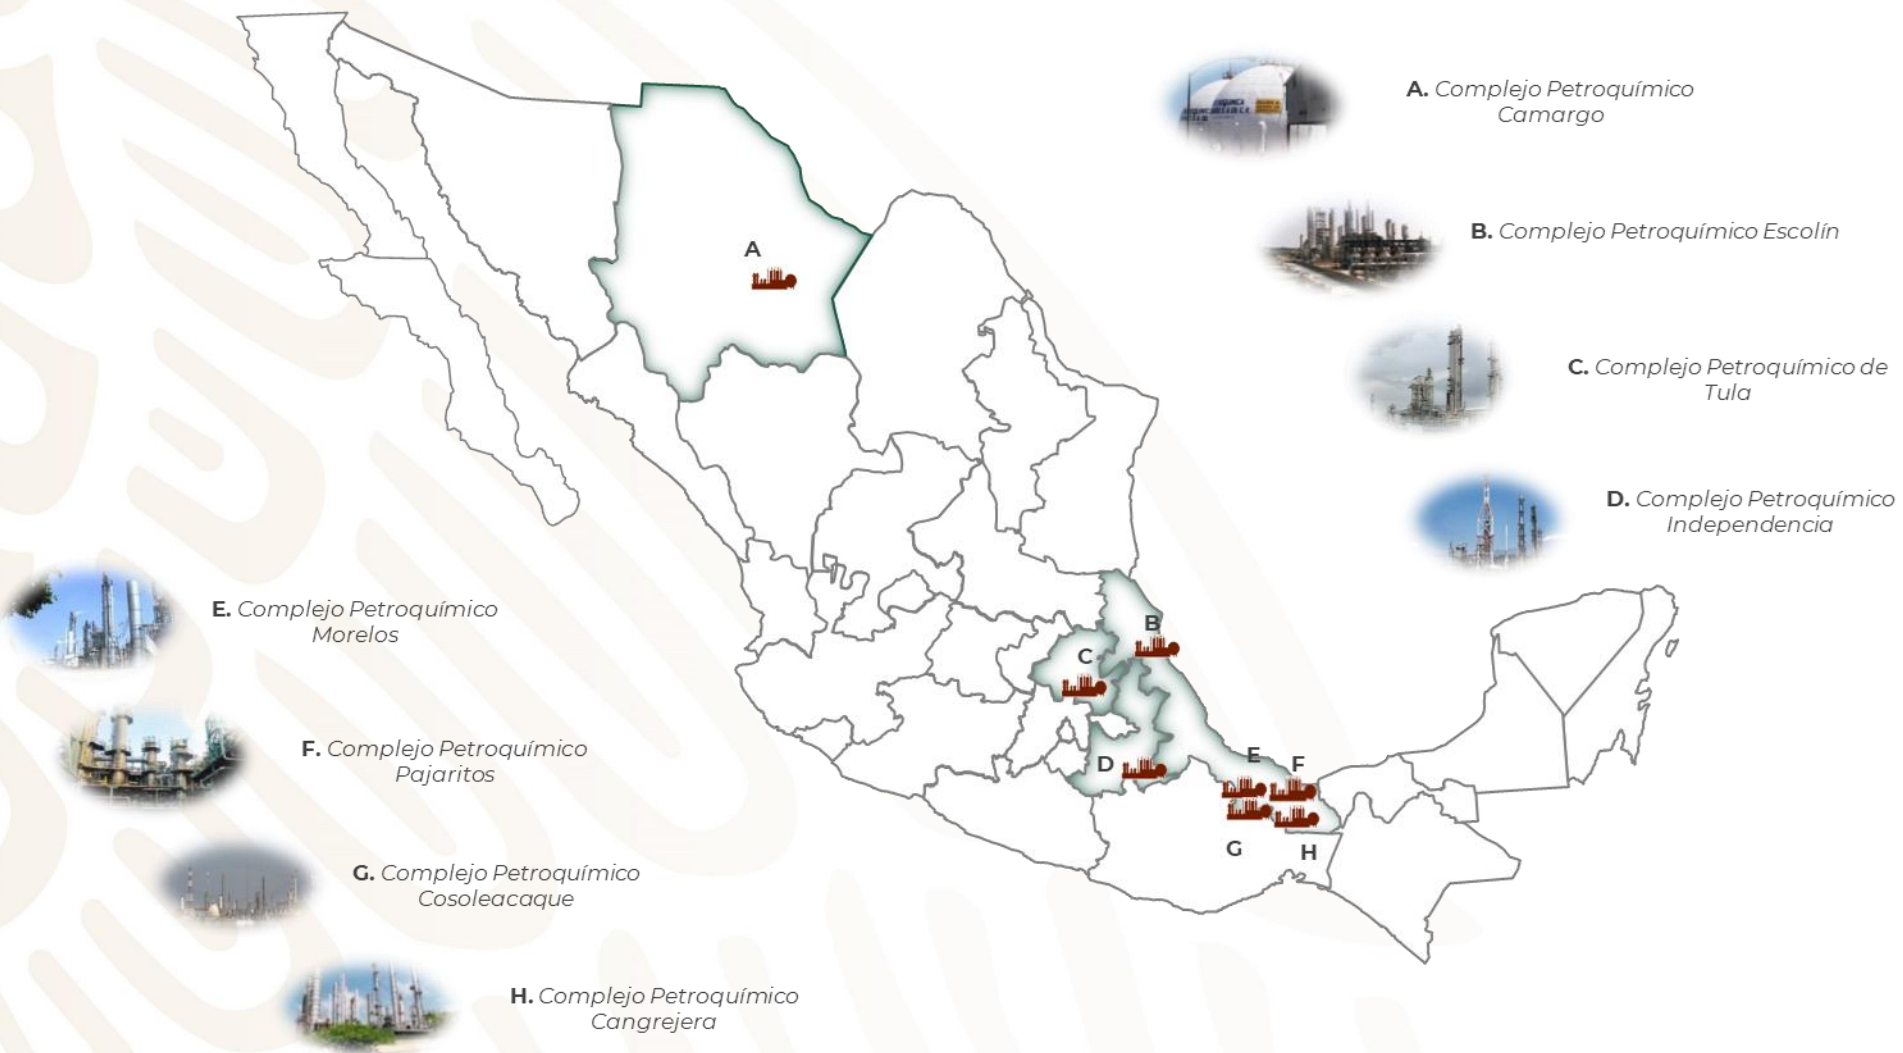 A. Complejo Petroquímico
Camargo
B. Complejo Petroquímico Escolín
C. Complejo Petroquímico de
Tula
D. Complejo Petroquímico
Independencia
E. Complejo Petroquímico
Morelos
F. Complejo Petroquímico
Pajaritos
G. Complejo Petroquímico
Cosoleacaque
H. Complejo Petroquímico
Cangrejera
A
B
C
D
E
F
G
H